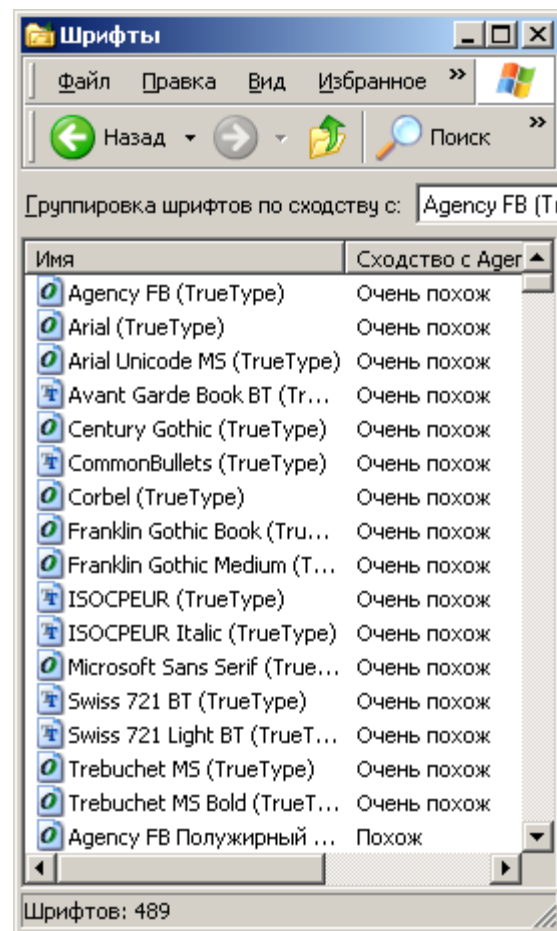 Шрифты
Файл Правка Вид Избранное »
Назад Поиск »
Группировка шрифтов по сходству с: Agency FB (Tr
Имя Сходство с Ager
Agency FB (TrueType) Очень похож
Arial (TrueType) Очень похож
Arial Unicode MS (TrueType) Очень похож
Avant Garde Book BT (Tr... Очень похож
Century Gothic (TrueType) Очень похож
CommonBullets (TrueType) Очень похож
Corbel (TrueType) Очень похож
Franklin Gothic Book (Tru... Очень похож
Franklin Gothic Medium (T... Очень похож
ISOCPEUR (TrueType) Очень похож
ISOCPEUR Italic (TrueType) Очень похож
Microsoft Sans Serif (True... Очень похож
Swiss 721 BT (TrueType) Очень похож
Swiss 721 Light BT (TrueT... Очень похож
Trebuchet MS (TrueType) Очень похож
Trebuchet MS Bold (TrueT... Очень похож
Agency FB Полужирный ... Похож
Шрифтов: 489